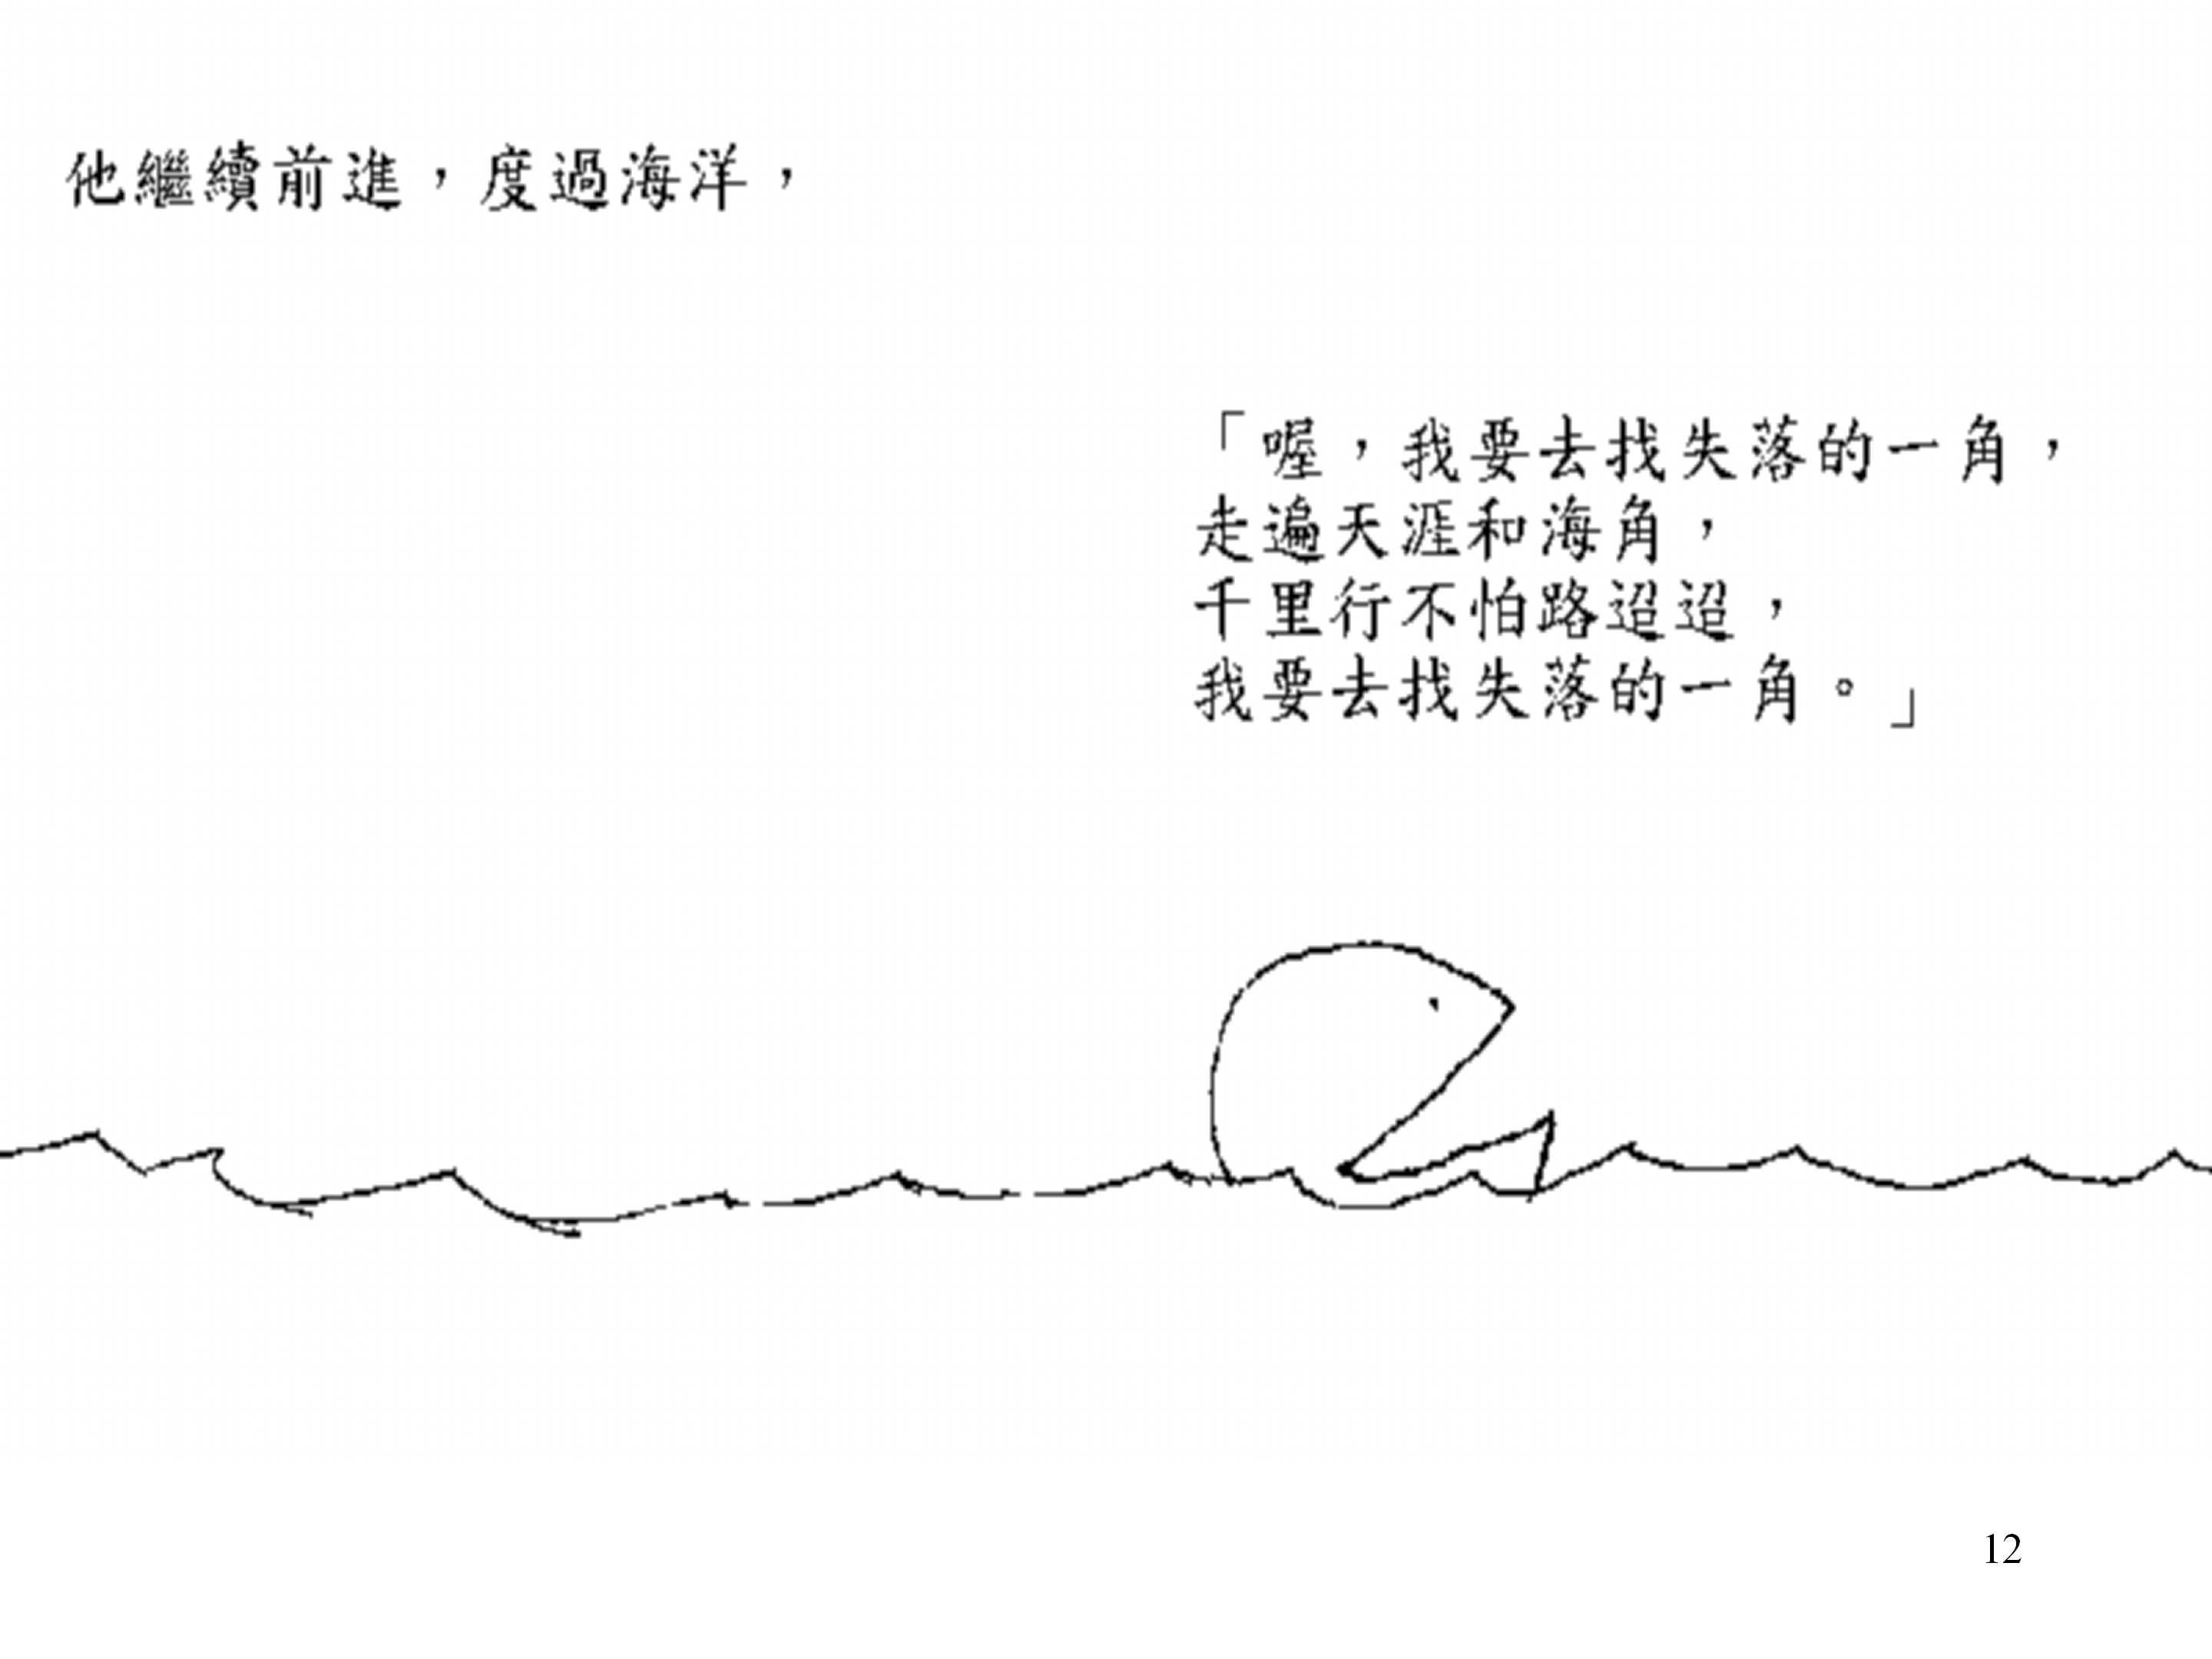 他繼續前進，度過海洋，
「喔，我要去找失落的一角，
走遍天涯和海角，
千里行不怕路迢迢，
我要去找失落的一角。」
12